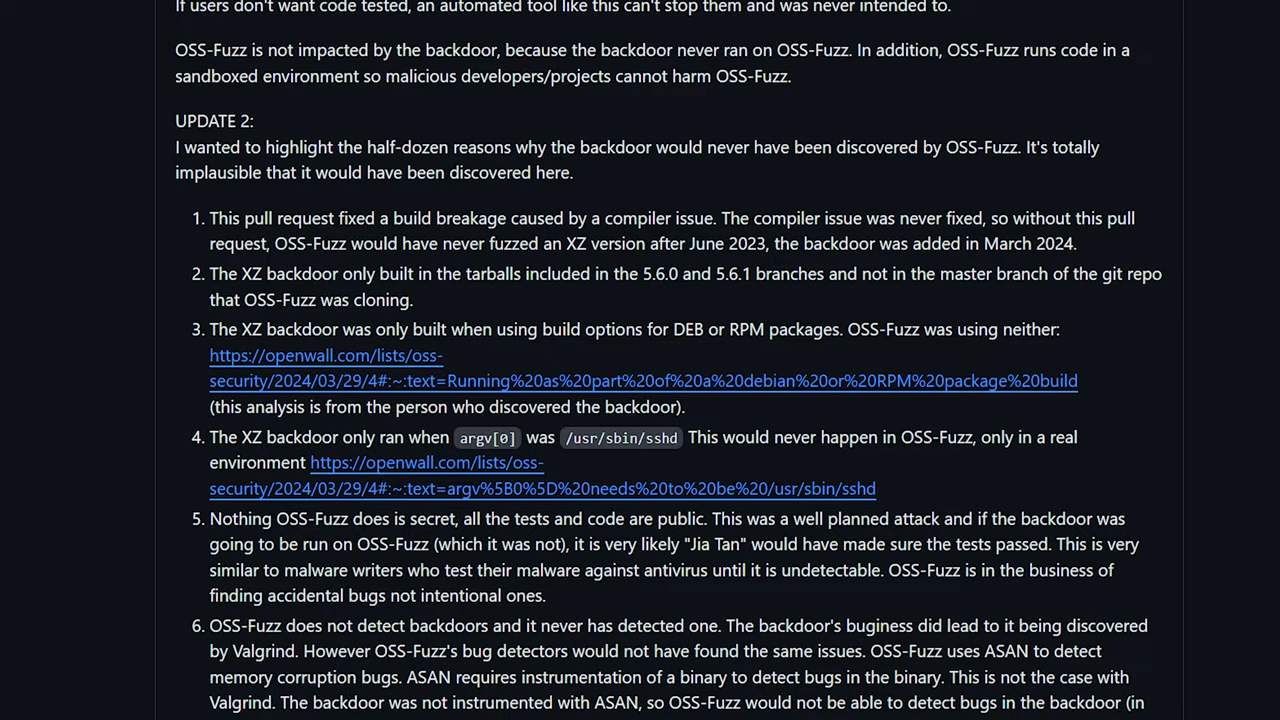 If users don't want code tested, an automated tool like this can't stop them and was never intended to.
OSS-Fuzz is not impacted by the backdoor, because the backdoor never ran on OSS-Fuzz. In addition, OSS-Fuzz runs code in a
sandboxed environment so malicious developers/projects cannot harm OSS-Fuzz.
UPDATE 2:
I wanted to highlight the half-dozen reasons why the backdoor would never have been discovered by OSS-Fuzz. It's totally
implausible that it would have been discovered here.
1. This pull request fixed a build breakage caused by a compiler issue. The compiler issue was never fixed, so without this pull
request, OSS-Fuzz would have never fuzzed an XZ version after June 2023, the backdoor was added in March 2024.
2. The XZ backdoor only built in the tarballs included in the 5.6.0 and 5.6.1 branches and not in the master branch of the git repo
that OSS-Fuzz was cloning.
3. The XZ backdoor was only built when using build options for DEB or RPM packages. OSS-Fuzz was using neither:
https://openwall.com/lists/oss-
security/2024/03/29/4#:~:text=Running%20as%20part%20of%20a%20debian%20or%20RPM%20package%20build
(this analysis is from the person who discovered the backdoor).
4. The XZ backdoor only ran when argv[0] was /usr/sbin/sshd This would never happen in OSS-Fuzz, only in a real
environment https://openwall.com/lists/oss-
security/2024/03/29/4#:~:text=argv%5B0%5D%20needs%20to%20be%20/usr/sbin/sshd
5. Nothing OSS-Fuzz does is secret, all the tests and code are public. This was a well planned attack and if the backdoor was
going to be run on OSS-Fuzz (which it was not), it is very likely "Jia Tan" would have made sure the tests passed. This is very
similar to malware writers who test their malware against antivirus until it is undetectable. OSS-Fuzz is in the business of
finding accidental bugs not intentional ones.
6. OSS-Fuzz does not detect backdoors and it never has detected one. The backdoor's buginess did lead to it being discovered
by Valgrind. However OSS-Fuzz's bug detectors would not have found the same issues. OSS-Fuzz uses ASAN to detect
memory corruption bugs. ASAN requires instrumentation of a binary to detect bugs in the binary. This is not the case with
Valgrind. The backdoor was not instrumented with ASAN, so OSS-Fuzz would not be able to detect bugs in the backdoor (in